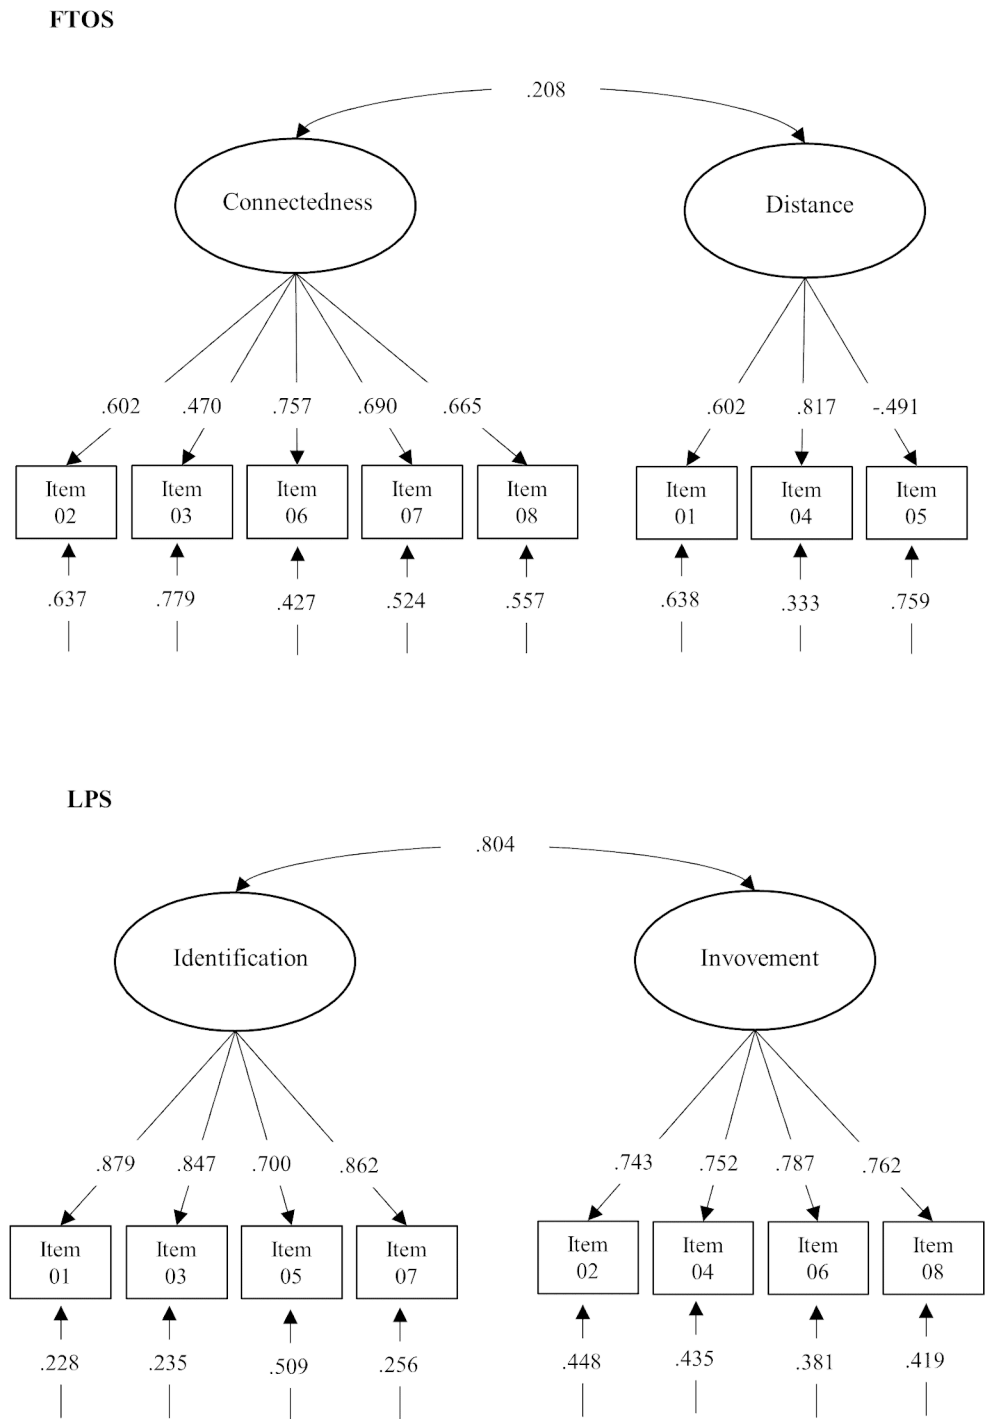 FTOS
.208
Connectedness
Distance
.602 .470 .757 .690 .665 .602 .817 -.491
Item Item Item Item Item Item Item Item
02 03 06 07 08 01 04 05
.637 .779 .427 .524 .557 .638 .333 .759
LPS
.804
Identification
Invovement
.879 .847 .700 .862 .743 .752 .787 .762
Item Item Item Item Item Item Item Item
01 03 05 07 02 04 06 08
.228 .235 .509 .256 .448 .435 .381 .419